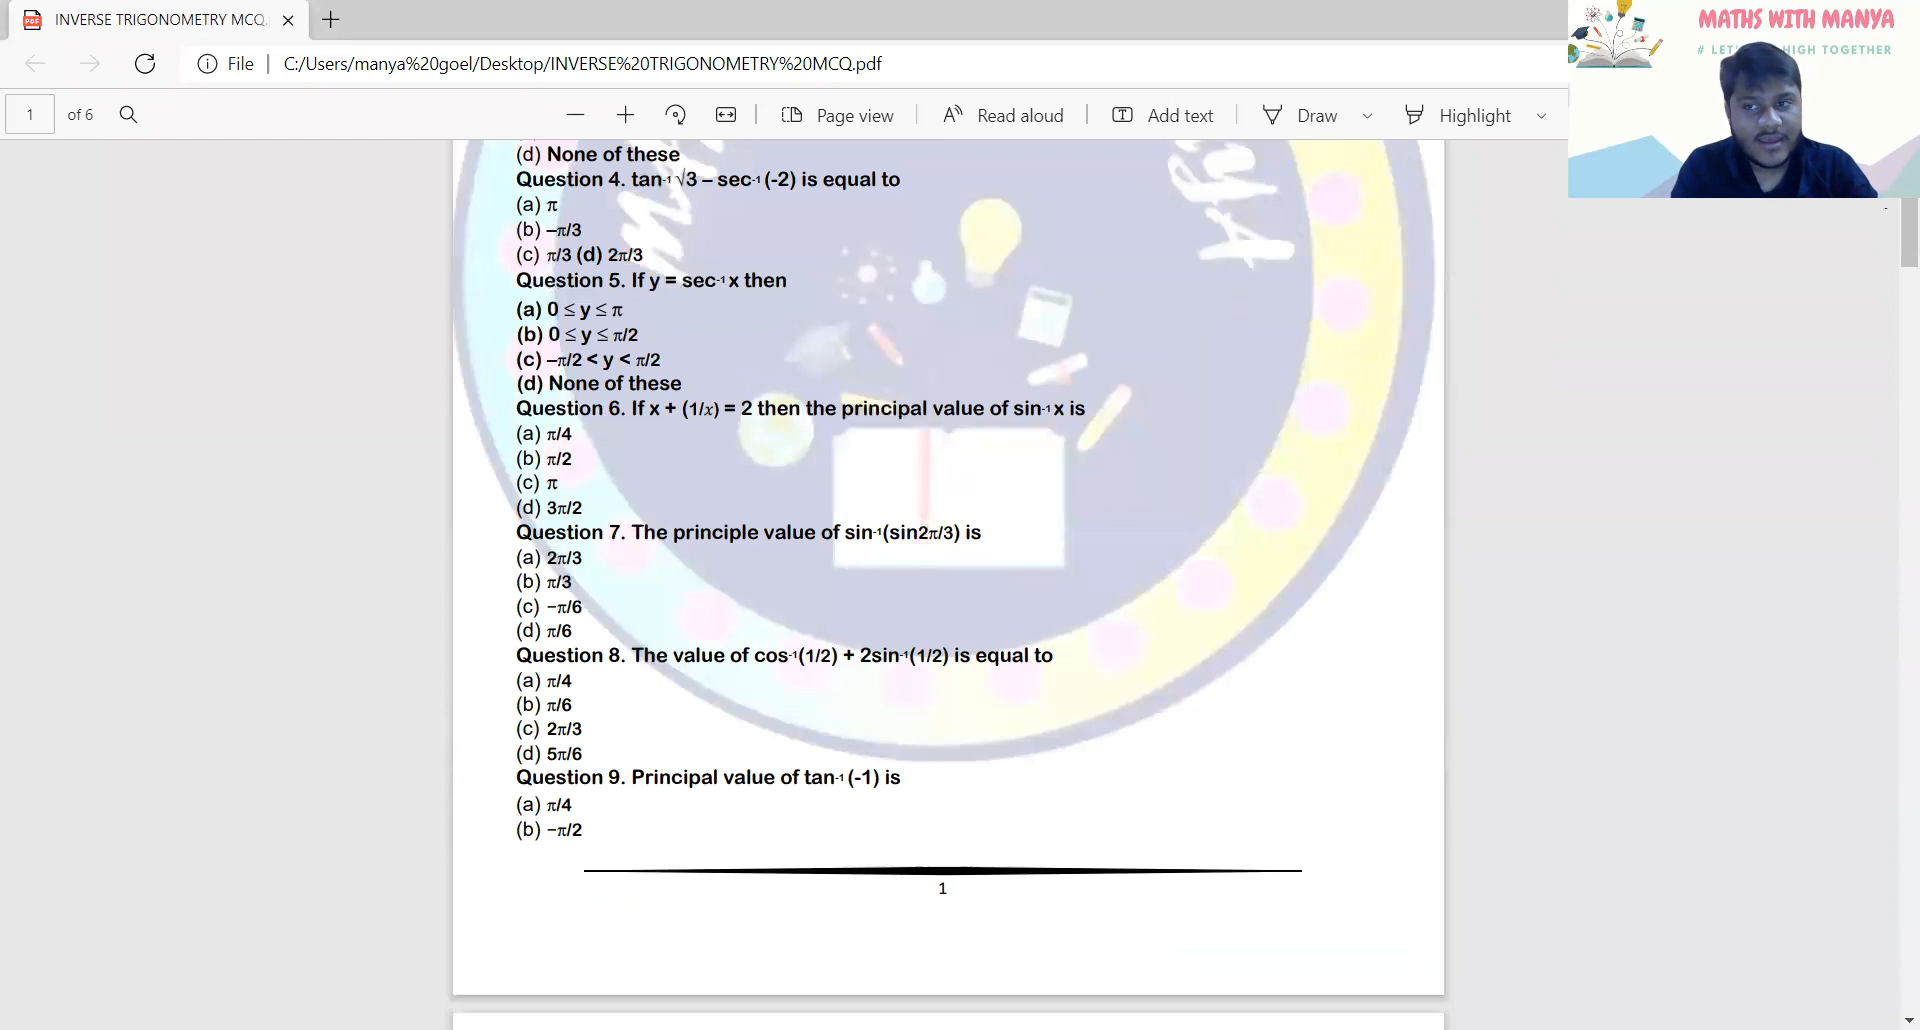 INVERSE TRIGONOMETRY MCQ.
File
C:/Users/manya%20goel/Desktop/INVERSE%20TRIGONOMETRY%20MCQ.pdf
1 of 6
Page view
Read aloud
Add text
Draw
Highlight
MATHS WITH MANYA
# LET' HIGH TOGETHER
(d) None of these
Question 4. tan-1 √3 – sec-1 (-2) is equal to
(a) π
(b) –π/3
(c) π/3 (d) 2π/3
Question 5. If y = sec-1 x then
(a) 0 ≤ y ≤ π
(b) 0 ≤ y ≤ π/2
(c) –π/2 < y < π/2
(d) None of these
Question 6. If x + (1/x) = 2 then the principal value of sin-1 x is
(a) π/4
(b) π/2
(c) π
(d) 3π/2
Question 7. The principle value of sin-1(sin2π/3) is
(a) 2π/3
(b) π/3
(c) −π/6
(d) π/6
Question 8. The value of cos-1(1/2) + 2sin-1(1/2) is equal to
(a) π/4
(b) π/6
(c) 2π/3
(d) 5π/6
Question 9. Principal value of tan-1 (-1) is
(a) π/4
(b) −π/2
1